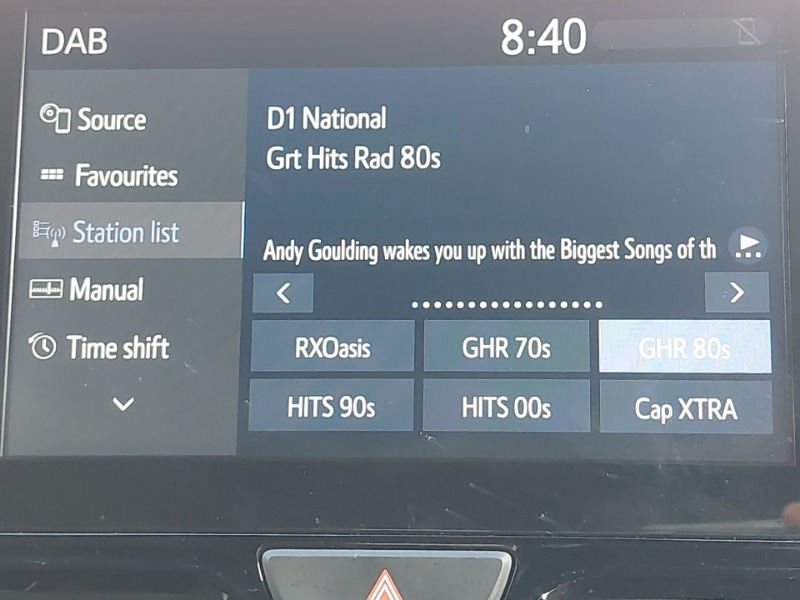 DAB 8:40
Source
Favourites
Station list
Manual
Time shift
D1 National
Grt Hits Rad 80s
Andy Goulding wakes you up with the Biggest Songs of th
RXOasis GHR 70s GHR 80s
HITS 90s HITS 00s Cap XTRA